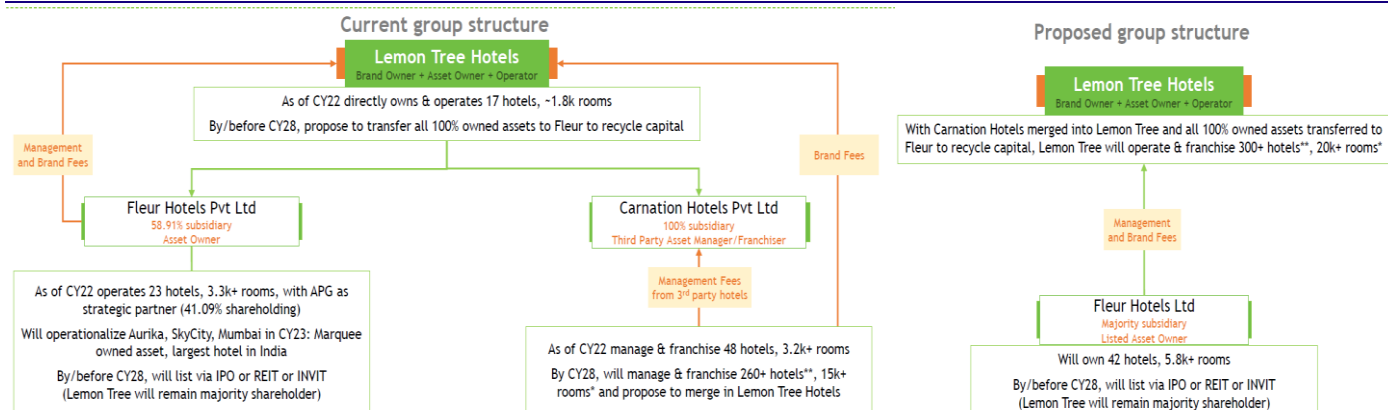 Current group structure
Lemon Tree Hotels
Brand Owner + Asset Owner + Operator
As of CY22 directly owns & operates 17 hotels, ~1.8k rooms
By/before CY28, propose to transfer all 100% owned assets to Fleur to recycle capital
Management
and Brand Fees
Brand Fees
Fleur Hotels Pvt Ltd
58.91% subsidiary
Asset Owner
Carnation Hotels Pvt Ltd
100% subsidiary
Third Party Asset Manager/Franchiser
As of CY22 operates 23 hotels, 3.3k+ rooms, with APG as
strategic partner (41.09% shareholding)
Will operationalize Aurika, SkyCity, Mumbai in CY23: Marquee
owned asset, largest hotel in India
By/before CY28, will list via IPO or REIT or INVIT
(Lemon Tree will remain majority shareholder)
Management Fees
from 3rd party hotels
As of CY22 manage & franchise 48 hotels, 3.2k+ rooms
By CY28, will manage & franchise 260+ hotels**, 15k+
rooms* and propose to merge in Lemon Tree Hotels
Proposed group structure
Lemon Tree Hotels
Brand Owner + Asset Owner + Operator
With Carnation Hotels merged into Lemon Tree and all 100% owned assets transferred to
Fleur to recycle capital, Lemon Tree will operate & franchise 300+ hotels**, 20k+ rooms*
Management
and Brand Fees
Fleur Hotels Ltd
Majority subsidiary
Listed Asset Owner
Will own 42 hotels, 5.8k+ rooms
By/before CY28, will list via IPO or REIT or INVIT
(Lemon Tree will remain majority shareholder)